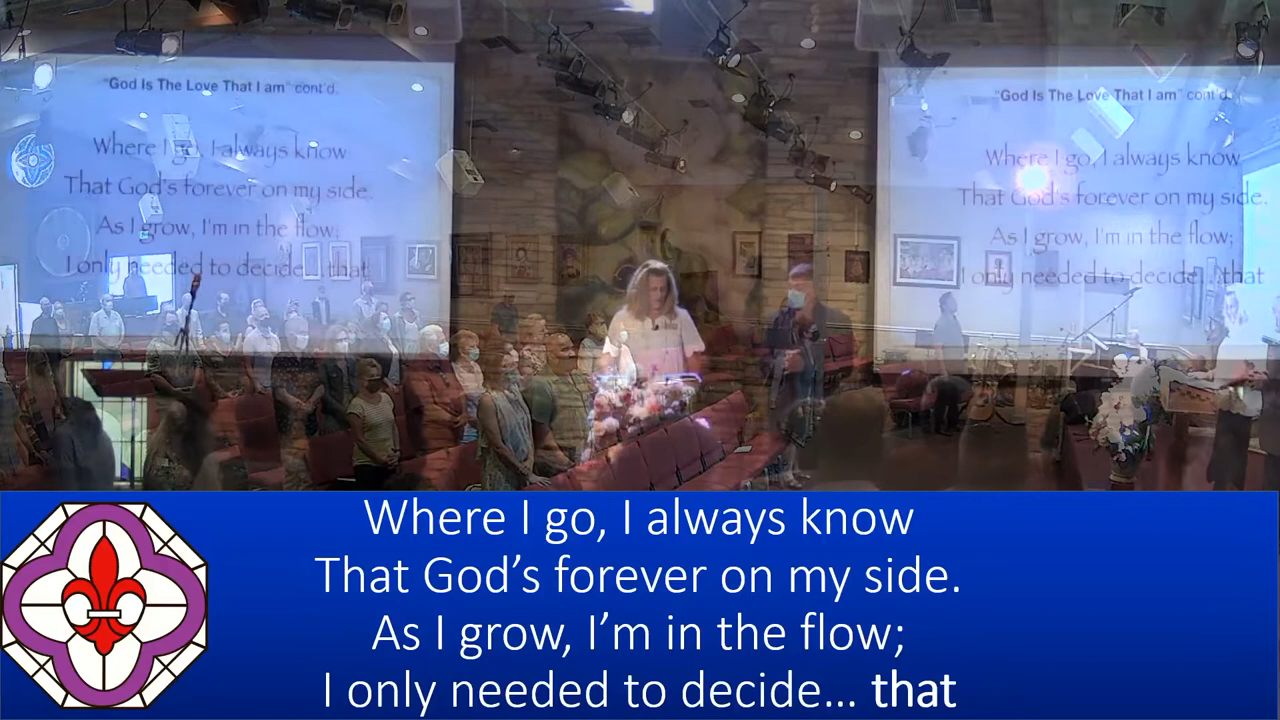 "God Is The Love That I am" cont'd.
Where I go, I always know
That God's forever on my side.
As I grow, I'm in the flow;
I only needed to decide...that
"God Is The Love That I am" cont'd.
Where I go, I always know
That God's forever on my side.
As I grow, I'm in the flow;
I only needed to decide...that
Where I go, I always know
That God’s forever on my side.
As I grow, I’m in the flow;
I only needed to decide... that